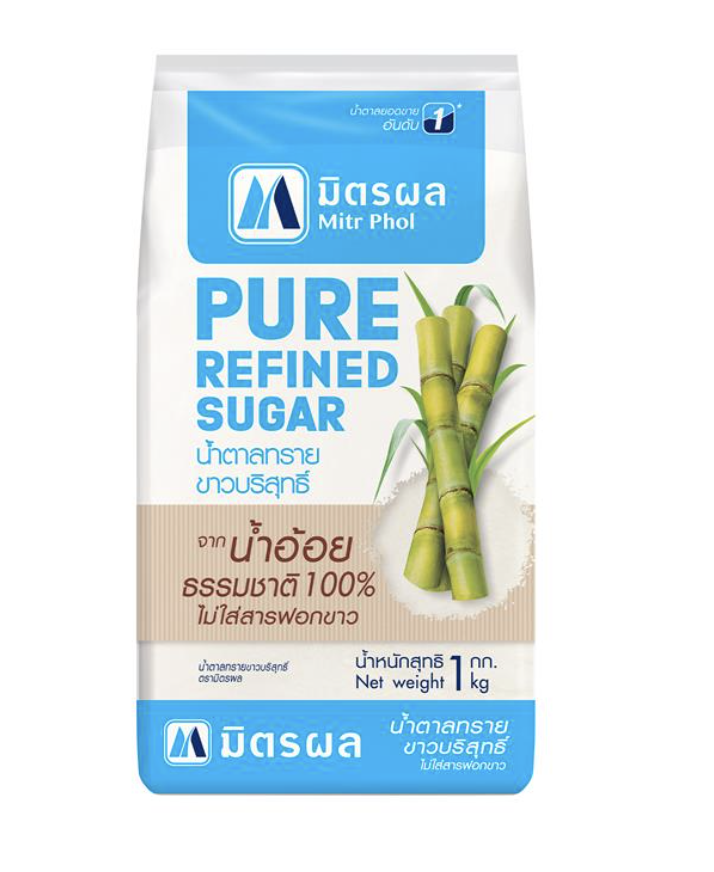 น้ำตาลยอดขาย
อันดับ 1*
มิตรผล
Mitr Phol
PURE
REFINED
SUGAR
น้ำตาลทราย
ขาวบริสุทธิ์
จาก น้ำอ้อย
ธรรมชาติ 100%
ไม่ใส่สารฟอกขาว
น้ำตาลทรายขาวบริสุทธิ์
ตรามิตรผล
น้ำหนักสุทธิ 1 กก.
Net weight 1 kg
มิตรผล
น้ำตาลทราย
ขาวบริสุทธิ์
ไม่ใส่สารฟอกขาว